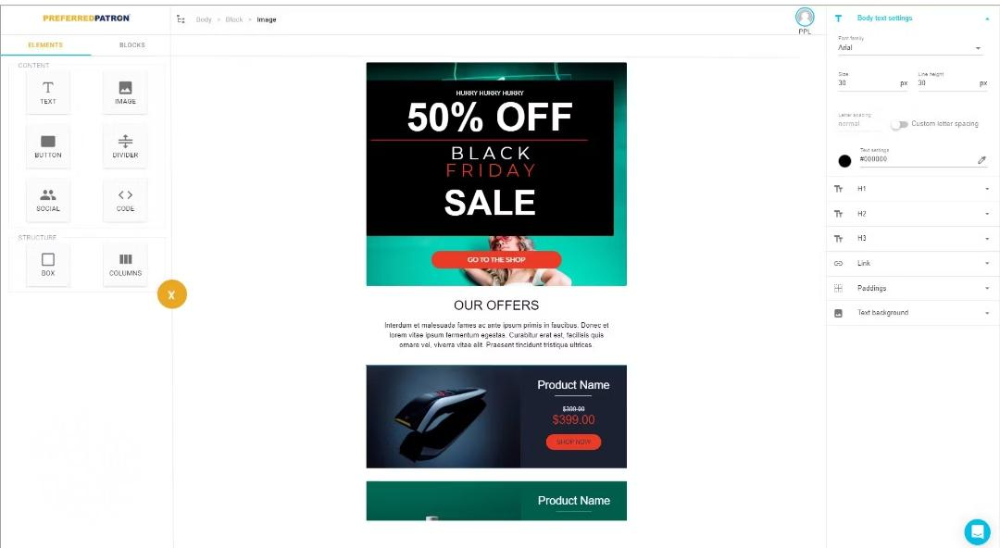 PREFERREDPATRON
Body > Block > Image
PPL
ELEMENTS
BLOCKS
CONTENT
TEXT
IMAGE
BUTTON
DIVIDER
SOCIAL
CODE
STRUCTURE
BOX
COLUMNS
X
HURRY HURRY HURRY
50% OFF
BLACK
FRIDAY
SALE
GO TO THE SHOP
OUR OFFERS
Interdum et malesuada fames ac ante ipsum primis in faucibus. Donec et
lorem vitae ipsum fermentum egestas. Curabitur erat est, facilisis quis
ornare vel, viverra vitae elit. Praesent tincidunt tristique ultrices.
Product Name
$399.00
$399.00
SHOP NOW
Product Name
Body text settings
Font family
Arial
Size
30 px
Line height
30 px
Letter spacing
normal
Custom letter spacing
Text settings
#000000
H1
H2
H3
Link
Paddings
Text background